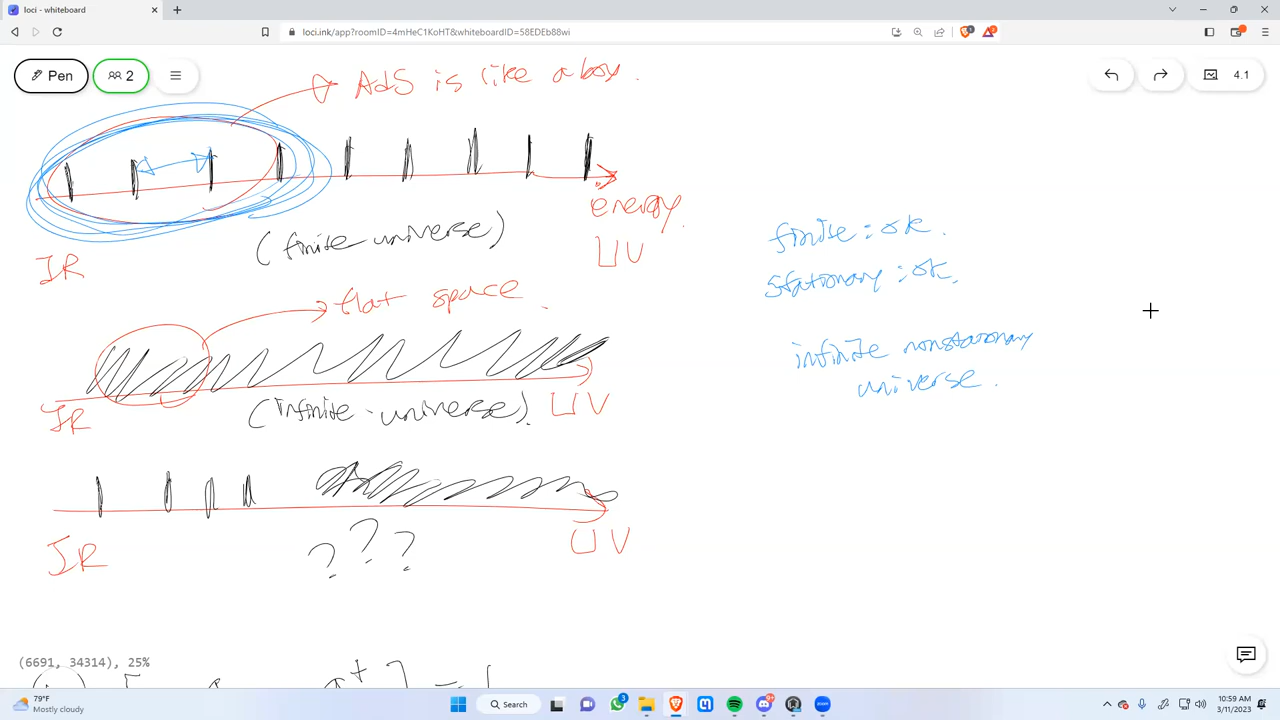 loci - whiteboard
loci.ink/app?roomID=4mHeC1KoHT&whiteboardID=58EDEb88wi
Pen
2
4.1
AdS is like a box.
energy
(finite universe)
IR
UV
finite : ok.
stationary : ok.
flat space
infinite nonstationary
universe.
IR
(infinite universe).
UV
IR
???
UV
(6691, 34314), 25%
79°F
Mostly cloudy
Search
3
10:59 AM
3/11/2023